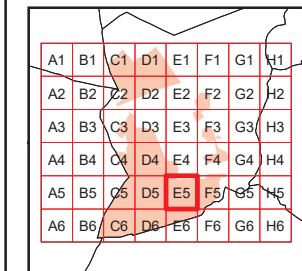 A1 B1 C1 D1 E1 F1 G1 H1
A2 B2 C2 D2 E2 F2 G2 H2
A3 B3 C3 D3 E3 F3 G3 H3
A4 B4 C4 D4 E4 F4 G4 H4
A5 B5 C5 D5 E5 F5 G5 H5
A6 B6 C6 D6 E6 F6 G6 H6